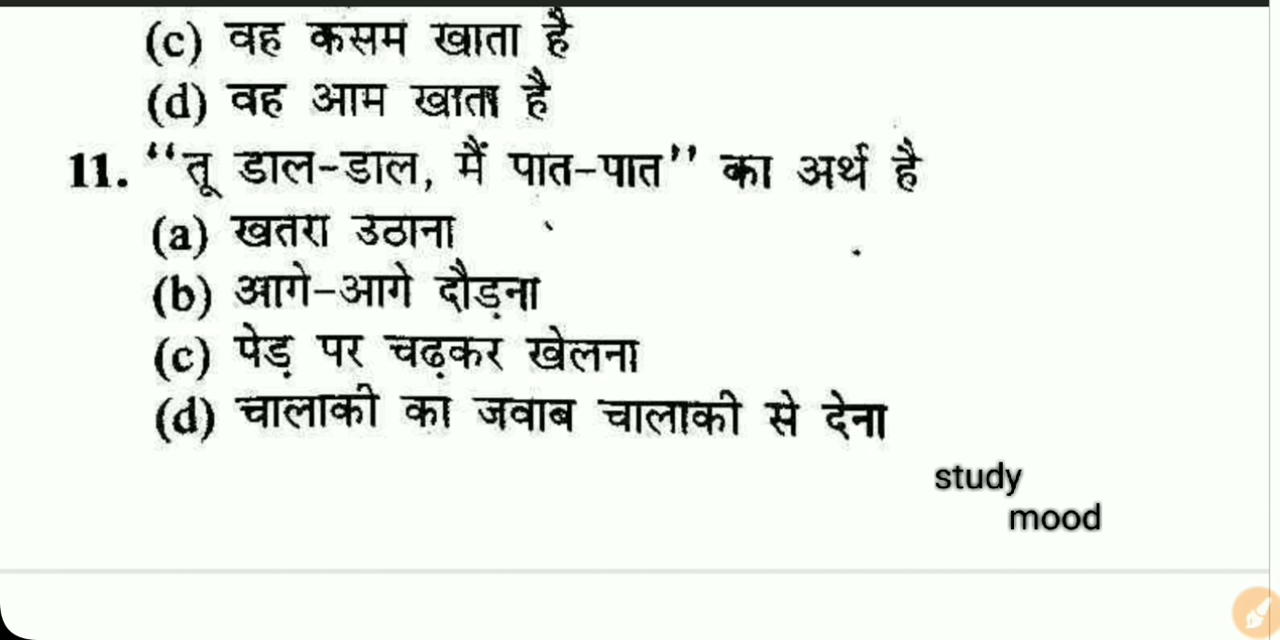 (c) वह कसम खाता है
(d) वह आम खाता है
11. “तू डाल-डाल, मैं पात-पात” का अर्थ है
(a) खतरा उठाना
(b) आगे-आगे दौड़ना
(c) पेड़ पर चढ़कर खेलना
(d) चालाकी का जवाब चालाकी से देना
study
mood